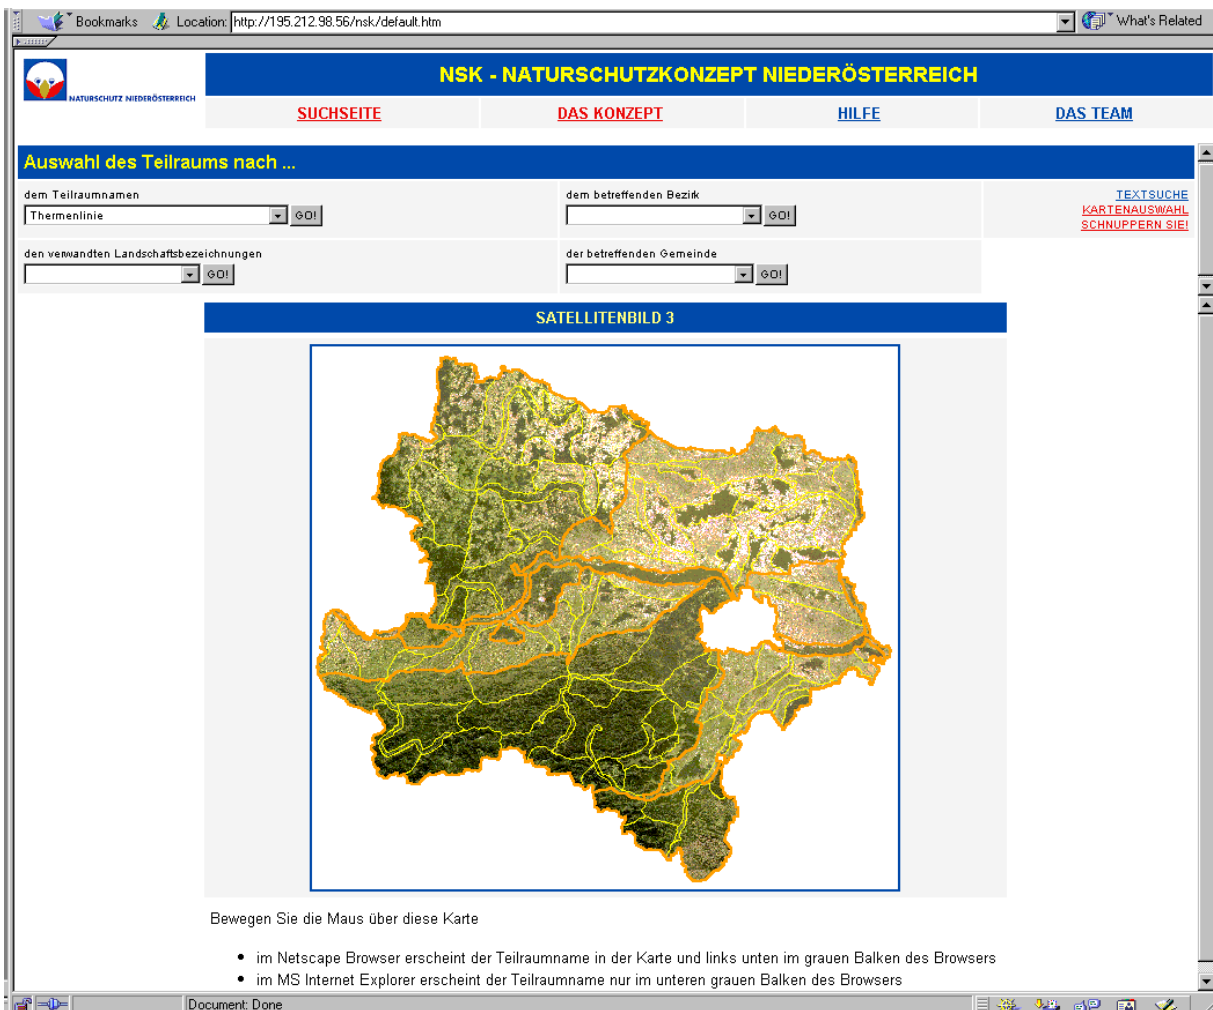 Bookmarks Location: http://195.212.98.56/nsk/default.htm What's Related
NATURSCHUTZ NIEDERÖSTERREICH
NSK - NATURSCHUTZKONZEPT NIEDERÖSTERREICH
SUCHSEITE DAS KONZEPT HILFE DAS TEAM
Auswahl des Teilraums nach ...
dem Teilraumnamen dem betreffenden Bezirk TEXTSUCHE
Thermenlinie GO! GO! KARTENAUSWAHL
SCHNUPPERN SIE!
den verwandten Landschaftsbezeichnungen der betreffenden Gemeinde
GO! GO!
SATELLITENBILD 3
Bewegen Sie die Maus über diese Karte
• im Netscape Browser erscheint der Teilraumname in der Karte und links unten im grauen Balken des Browsers
• im MS Internet Explorer erscheint der Teilraumname nur im unteren grauen Balken des Browsers
Document: Done